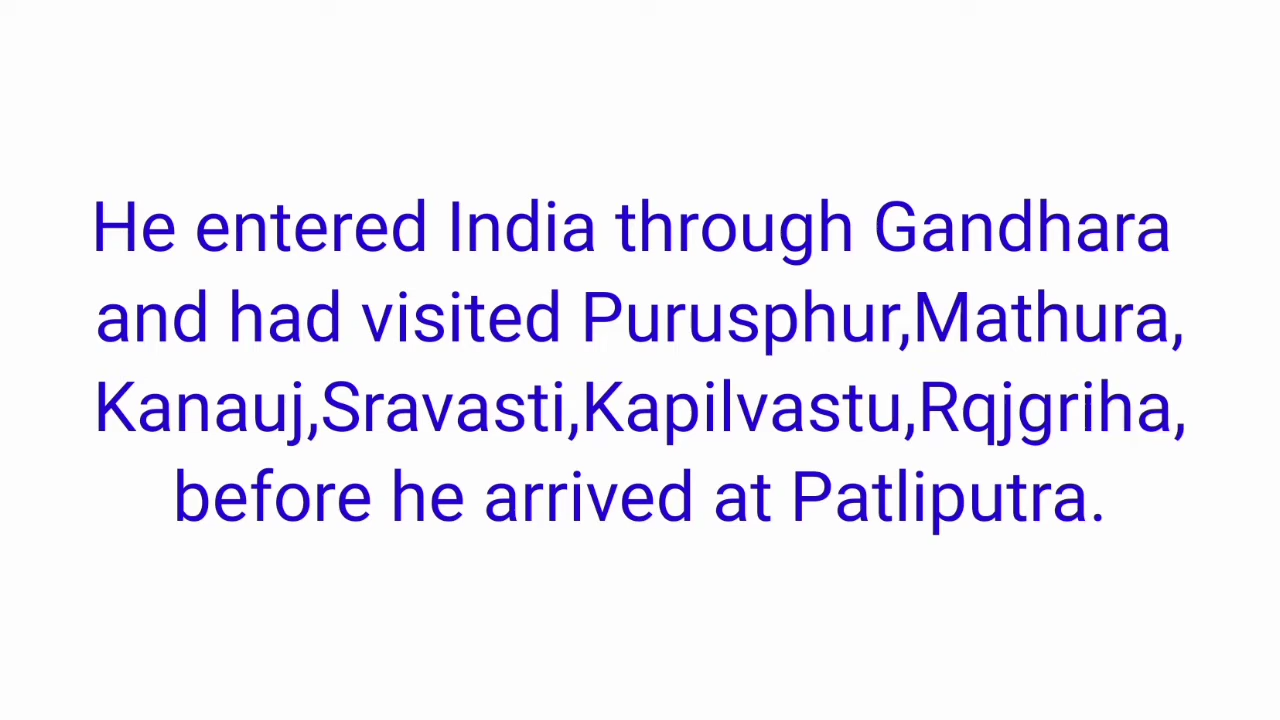 He entered India through Gandhara
and had visited Purusphur,Mathura,
Kanauj,Sravasti,Kapilvastu,Rqjgriha,
before he arrived at Patliputra.